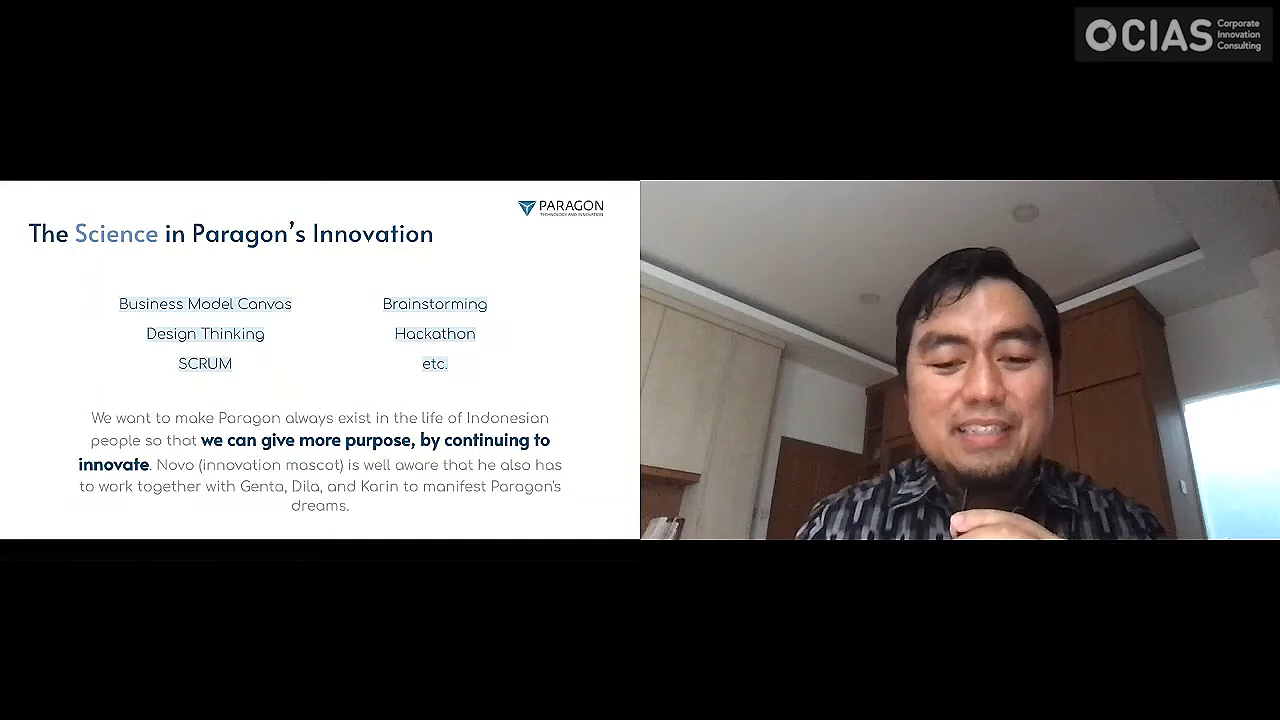 OCIAS Corporate
Innovation
Consulting
PARAGON
TECHNOLOGY AND INNOVATION
The Science in Paragon's Innovation
Business Model Canvas
Brainstorming
Design Thinking
Hackathon
SCRUM
etc.
We want to make Paragon always exist in the life of Indonesian
people so that we can give more purpose, by continuing to
innovate. Novo (innovation mascot) is well aware that he also has
to work together with Genta, Dila, and Karin to manifest Paragon's
dreams.